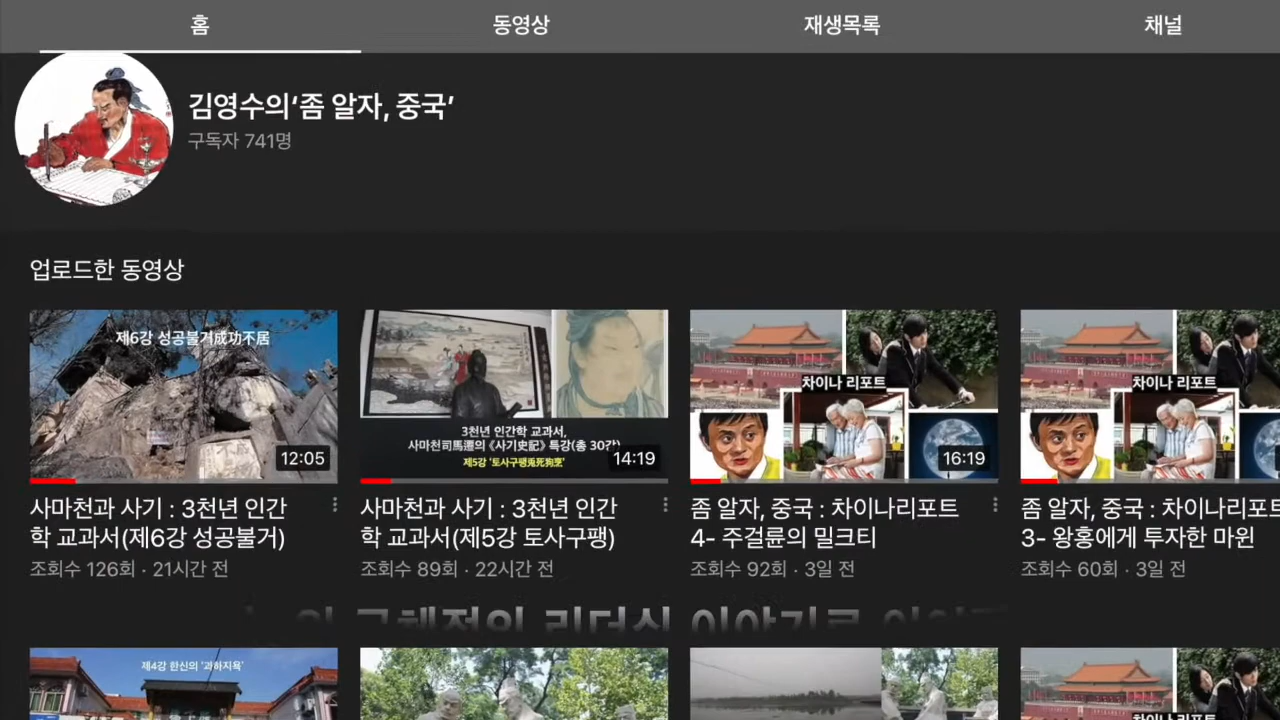 홈
동영상
재생목록
채널
김영수의‘좀 알자, 중국’
구독자 741명
업로드한 동영상
제6강 성공불거成功不居
12:05
사마천과 사기 : 3천년 인간
학 교과서(제6강 성공불거)
조회수 126회 · 21시간 전
3천년 인간학 교과서,
사마천司馬遷의 《사기史記》 특강(총 30강)
제5강 ‘토사구팽兎死狗烹’
14:19
사마천과 사기 : 3천년 인간
학 교과서(제5강 토사구팽)
조회수 89회 · 22시간 전
차이나 리포트
16:19
좀 알자, 중국 : 차이나리포트
4- 주걸륜의 밀크티
조회수 92회 · 3일 전
차이나 리포트
좀 알자, 중국 : 차이나리포트
3- 왕홍에게 투자한 마윈
조회수 60회 · 3일 전
리더십 이야기로
제4강 한신의 ‘과하지욕’
차이나 리포트